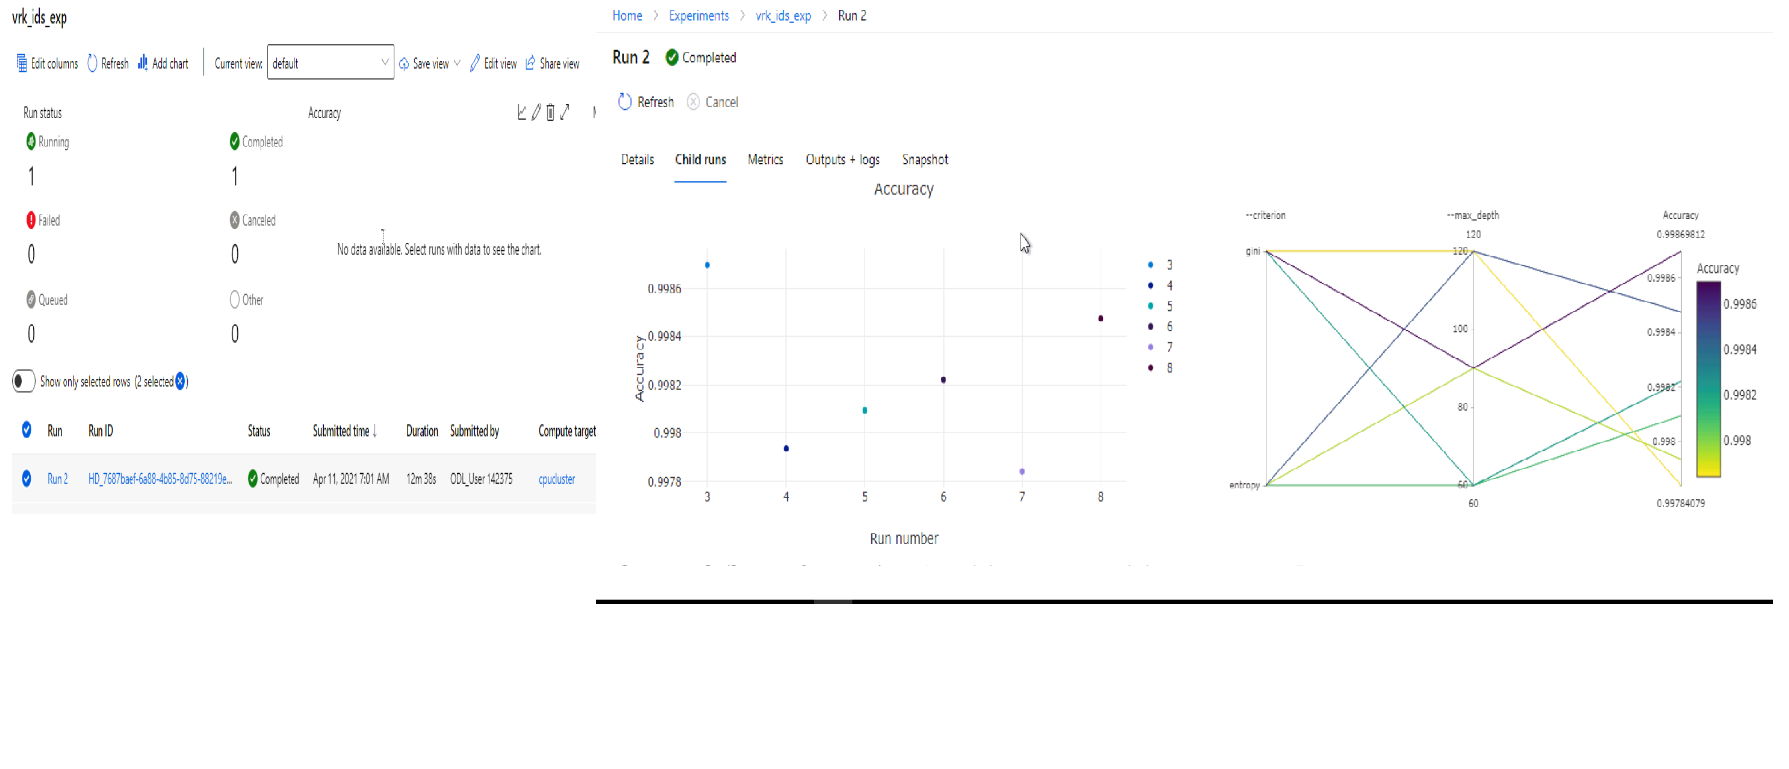 vrk_ids_exp
Edit columns Refresh Add chart Current view: default Save view Edit view Share view
Run status
Running
1
Completed
1
Failed
0
Canceled
0
Queued
0
Other
0
Accuracy
No data available. Select runs with data to see the chart.
Show only selected rows (2 selected)
Run Run ID Status Submitted time ↓ Duration Submitted by Compute target
Run 2 HD_7687baef-6a88-4b85-8d75-88219e... Completed Apr 11, 2021 7:01 AM 12m 38s ODL_User 142375 cpucluster
Home > Experiments > vrk_ids_exp > Run 2
Run 2 Completed
Refresh Cancel
Details Child runs Metrics Outputs + logs Snapshot
Accuracy
Accuracy
0.9986
0.9984
0.9982
0.998
0.9978
3 4 5 6 7 8
Run number
3
4
5
6
7
8
--criterion
gini
entropy
--max_depth
120
120
100
80
60
60
Accuracy
0.99869812
0.9986
0.9984
0.9982
0.998
0.99784079
Accuracy
0.9986
0.9984
0.9982
0.998